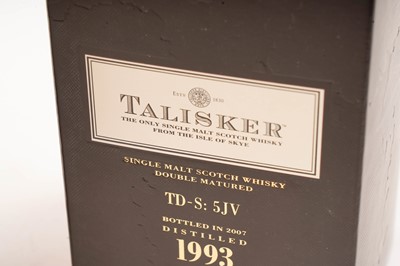 ESTD 1830
TALISKER™
THE ONLY SINGLE MALT SCOTCH WHISKY
FROM THE ISLE OF SKYE
SINGLE MALT SCOTCH WHISKY
DOUBLE MATURED
TD-S: 5JV
BOTTLED IN 2007
DISTILLED
1993